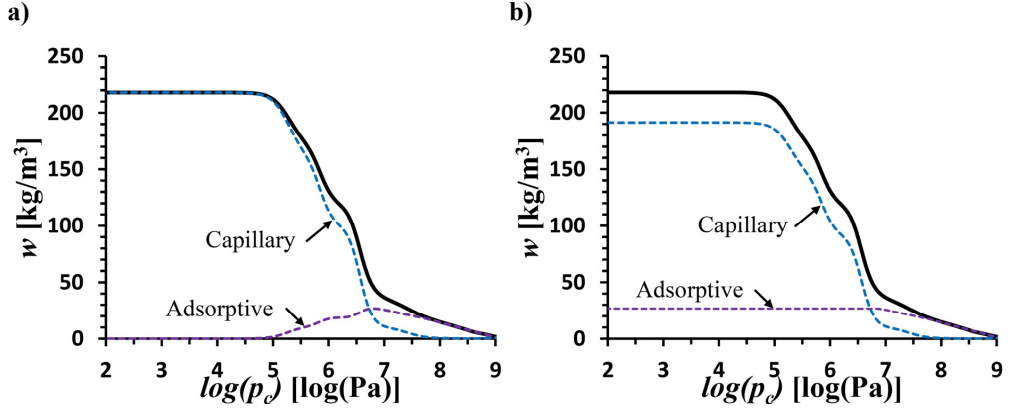 a)
250
200
150
100
50
0
w [kg/m³]
Capillary
Adsorptive
2 3 4 5 6 7 8 9
log(p_c) [log(Pa)]
b)
250
200
150
100
50
0
w [kg/m³]
Capillary
Adsorptive
2 3 4 5 6 7 8 9
log(p_c) [log(Pa)]